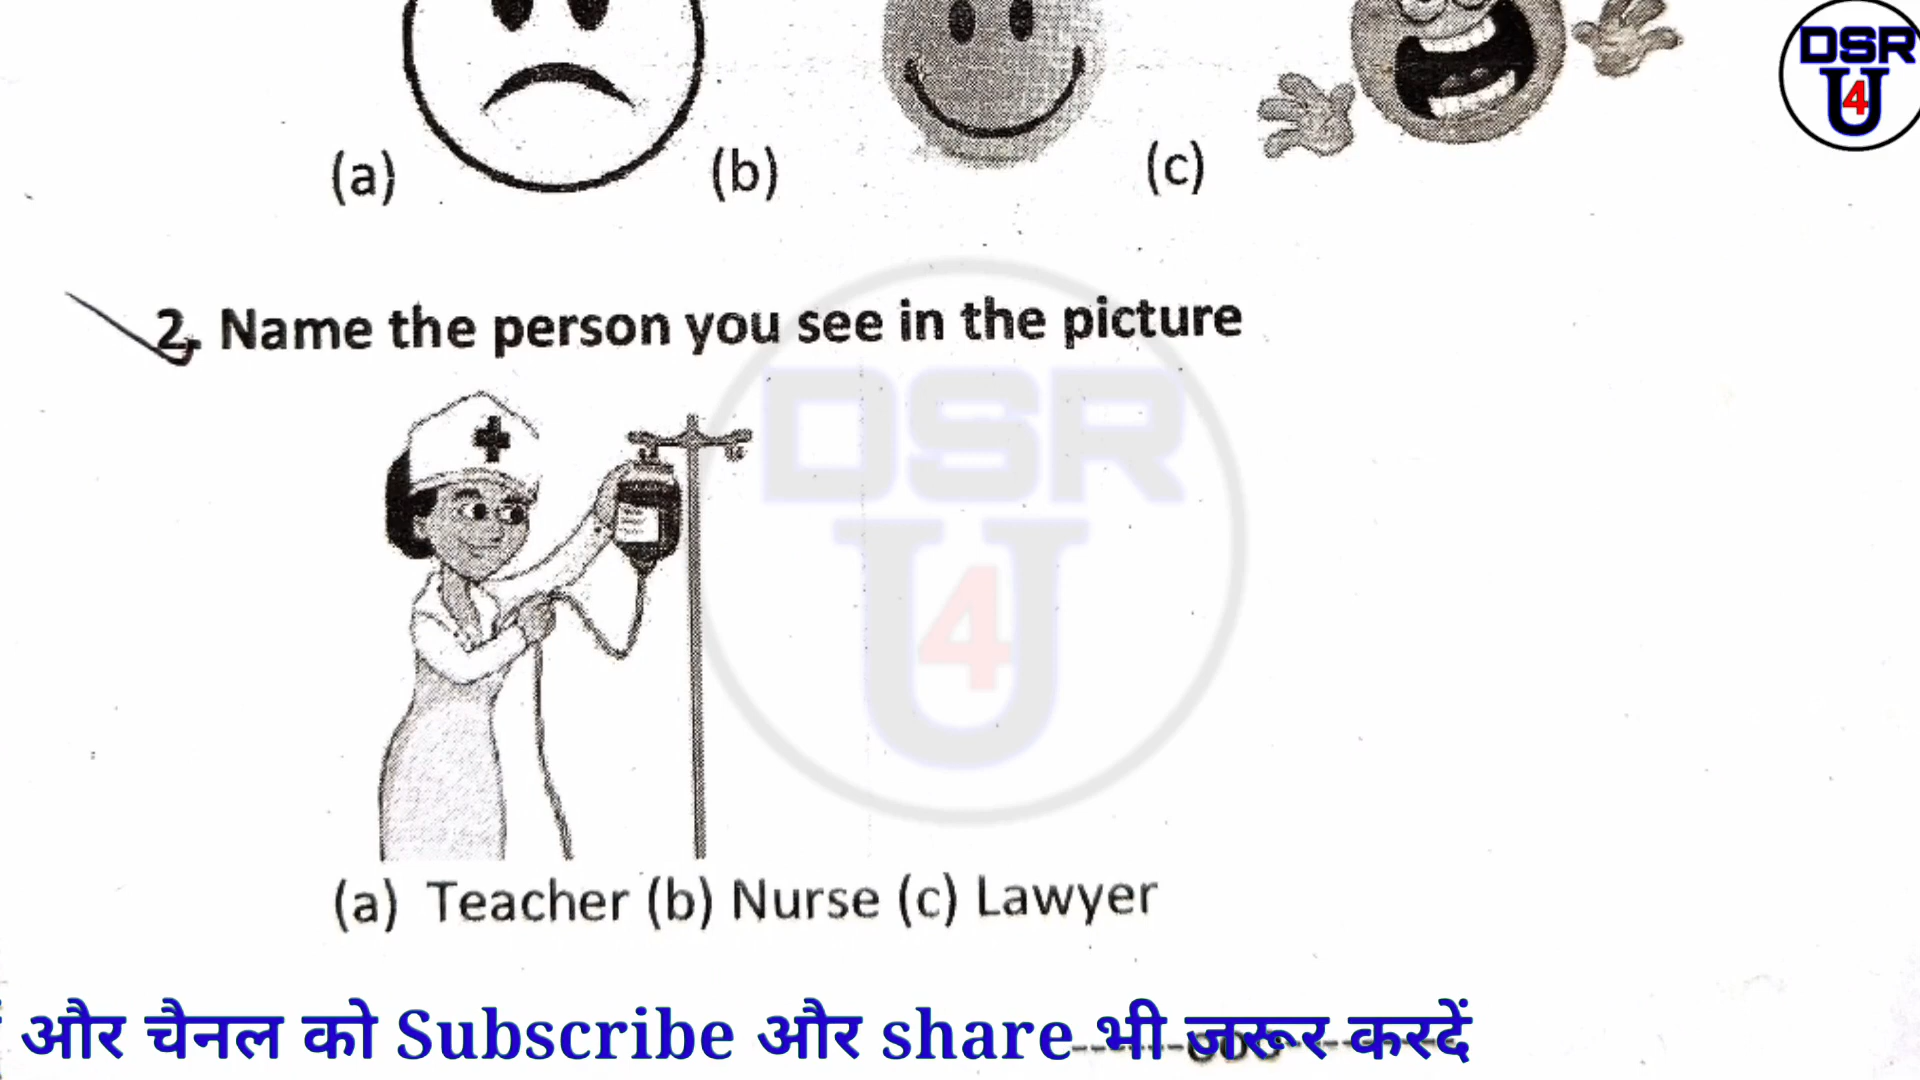 DSR
U
4
(a) (b) (c)
2. Name the person you see in the picture
DSR
U
4
(a) Teacher (b) Nurse (c) Lawyer
और चैनल को Subscribe और share भी जरूर करदें